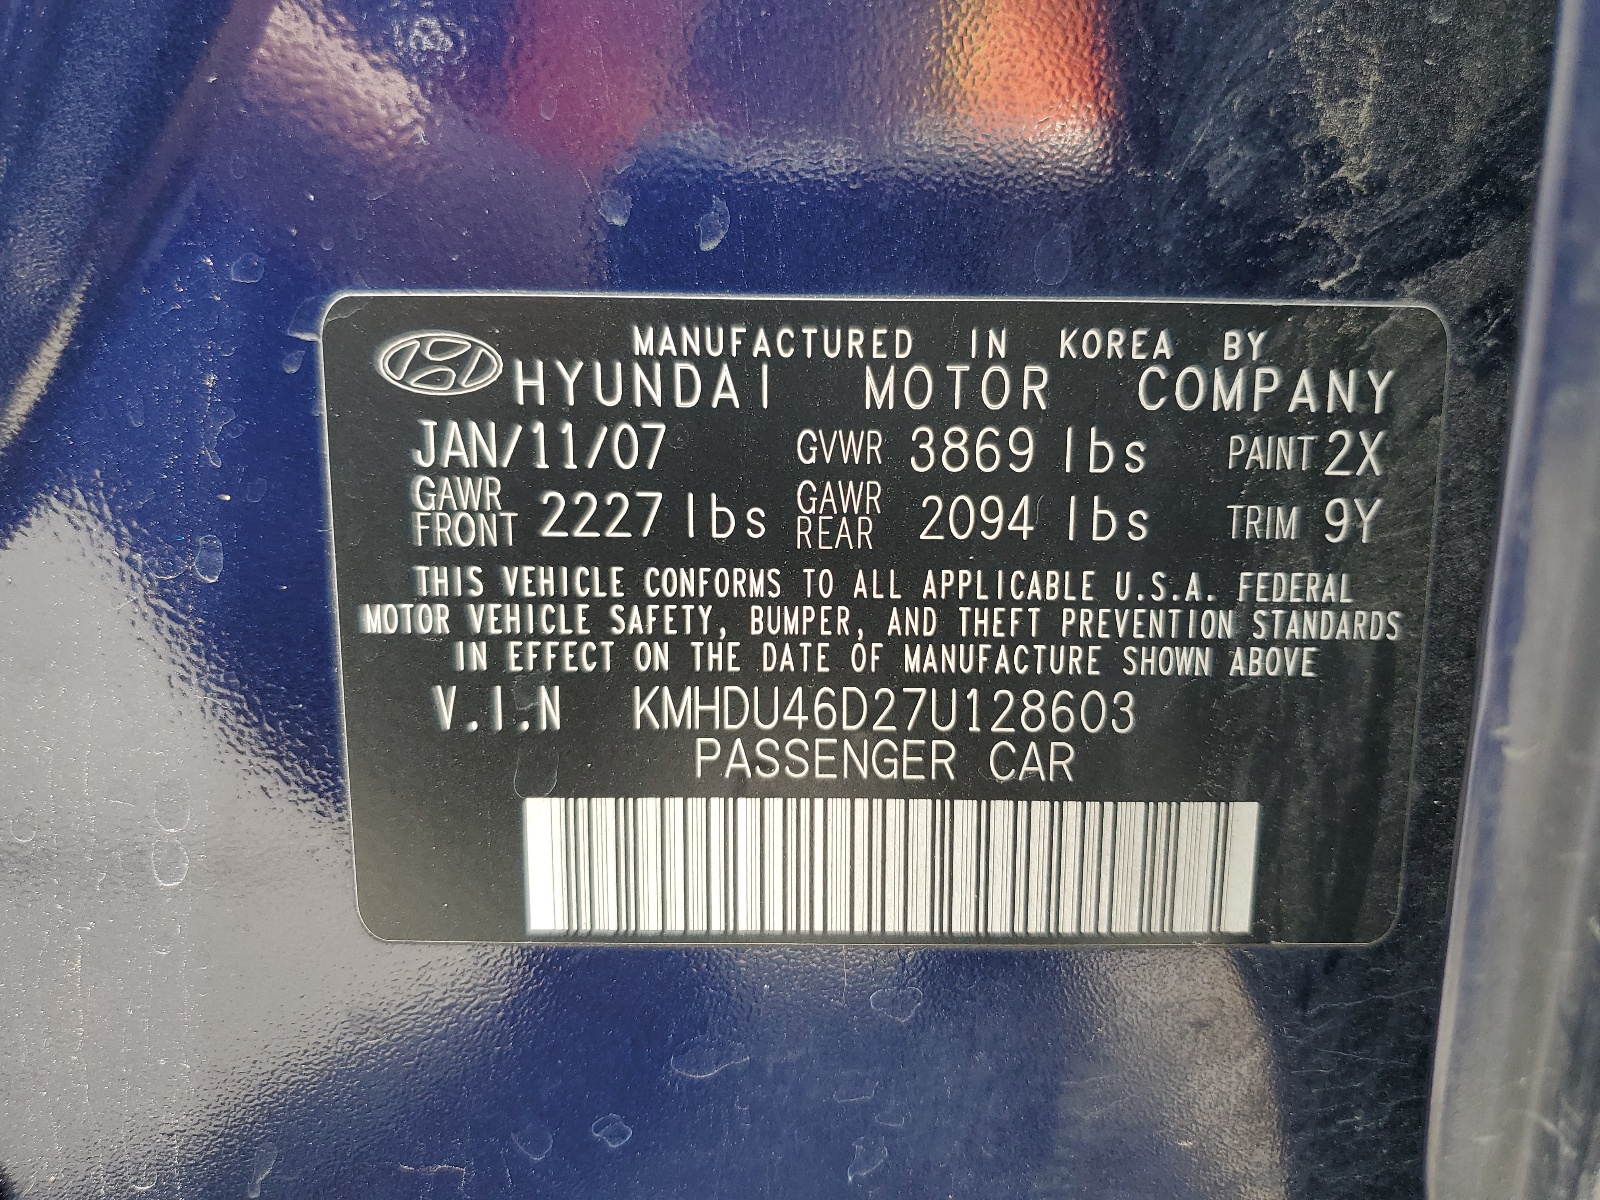 MANUFACTURED IN KOREA BY
HYUNDAI MOTOR COMPANY
JAN/11/07 GVWR 3869 lbs PAINT 2X
GAWR FRONT 2227 lbs GAWR REAR 2094 lbs TRIM 9Y
THIS VEHICLE CONFORMS TO ALL APPLICABLE U.S.A. FEDERAL
MOTOR VEHICLE SAFETY, BUMPER, AND THEFT PREVENTION STANDARDS
IN EFFECT ON THE DATE OF MANUFACTURE SHOWN ABOVE
V.I.N KMHDU46D27U128603
PASSENGER CAR